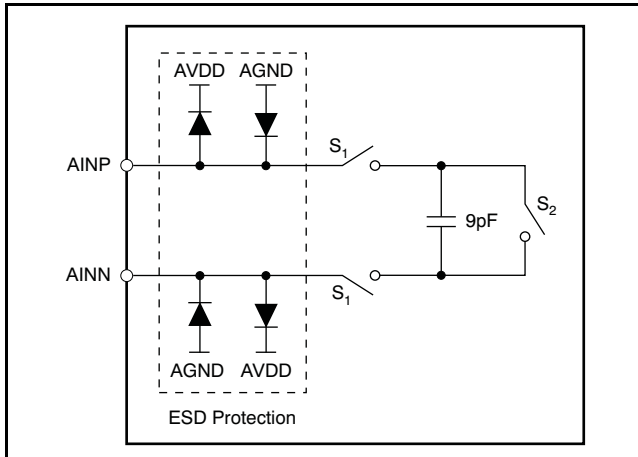 AVDD AGND
S1
AINP
9pF
S2
AINN
S1
AGND AVDD
ESD Protection